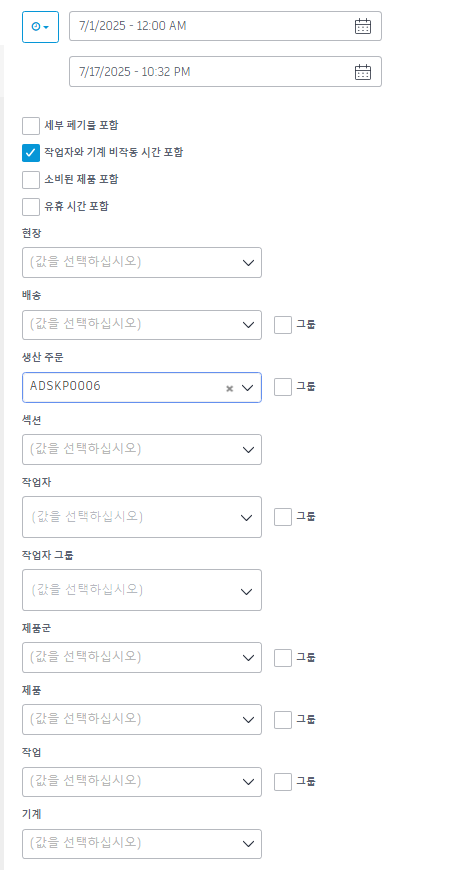 7/1/2025 - 12:00 AM
7/17/2025 - 10:32 PM
세부 폐기물 포함
작업자와 기계 비작동 시간 포함
소비된 제품 포함
유휴 시간 포함
현장
(값을 선택하십시오)
배송
(값을 선택하십시오) 그룹
생산 주문
ADSKP0006 그룹
섹션
(값을 선택하십시오)
작업자
(값을 선택하십시오) 그룹
작업자 그룹
(값을 선택하십시오)
제품군
(값을 선택하십시오) 그룹
제품
(값을 선택하십시오) 그룹
작업
(값을 선택하십시오) 그룹
기계
(값을 선택하십시오)